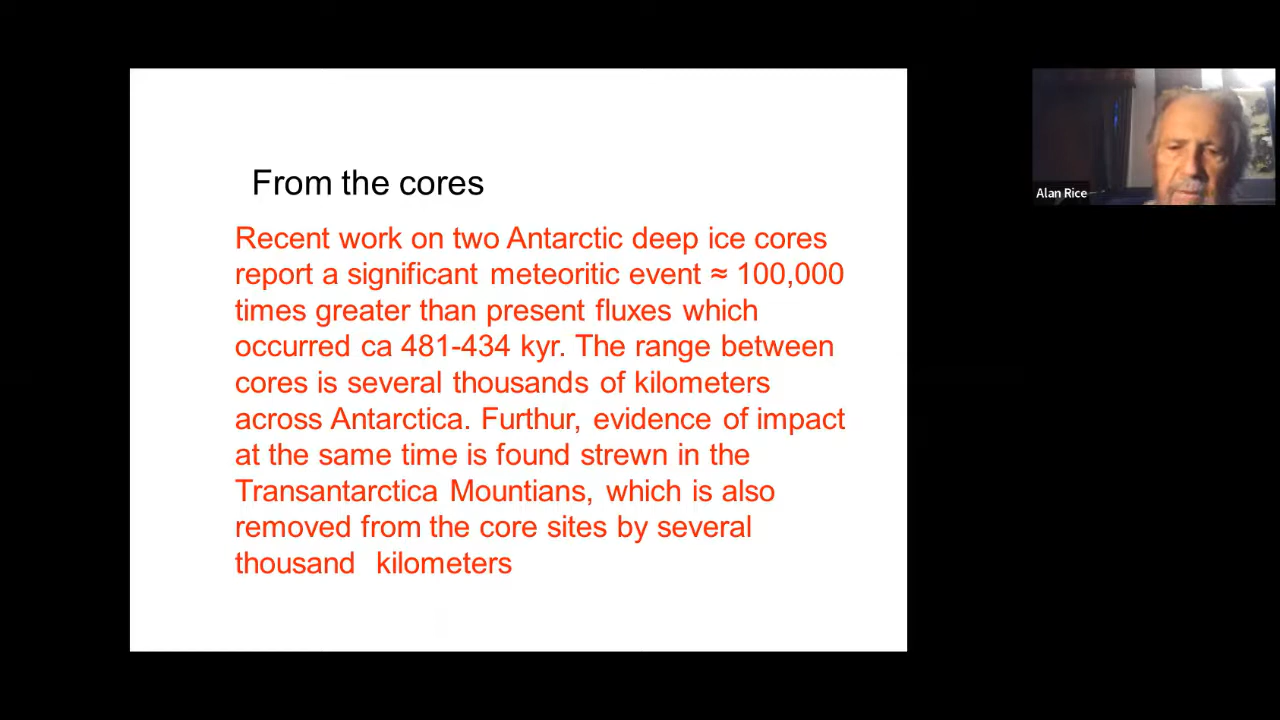 From the cores
Recent work on two Antarctic deep ice cores
report a significant meteoritic event ≈ 100,000
times greater than present fluxes which
occurred ca 481-434 kyr. The range between
cores is several thousands of kilometers
across Antarctica. Furthur, evidence of impact
at the same time is found strewn in the
Transantarctica Mountians, which is also
removed from the core sites by several
thousand kilometers
Alan Rice